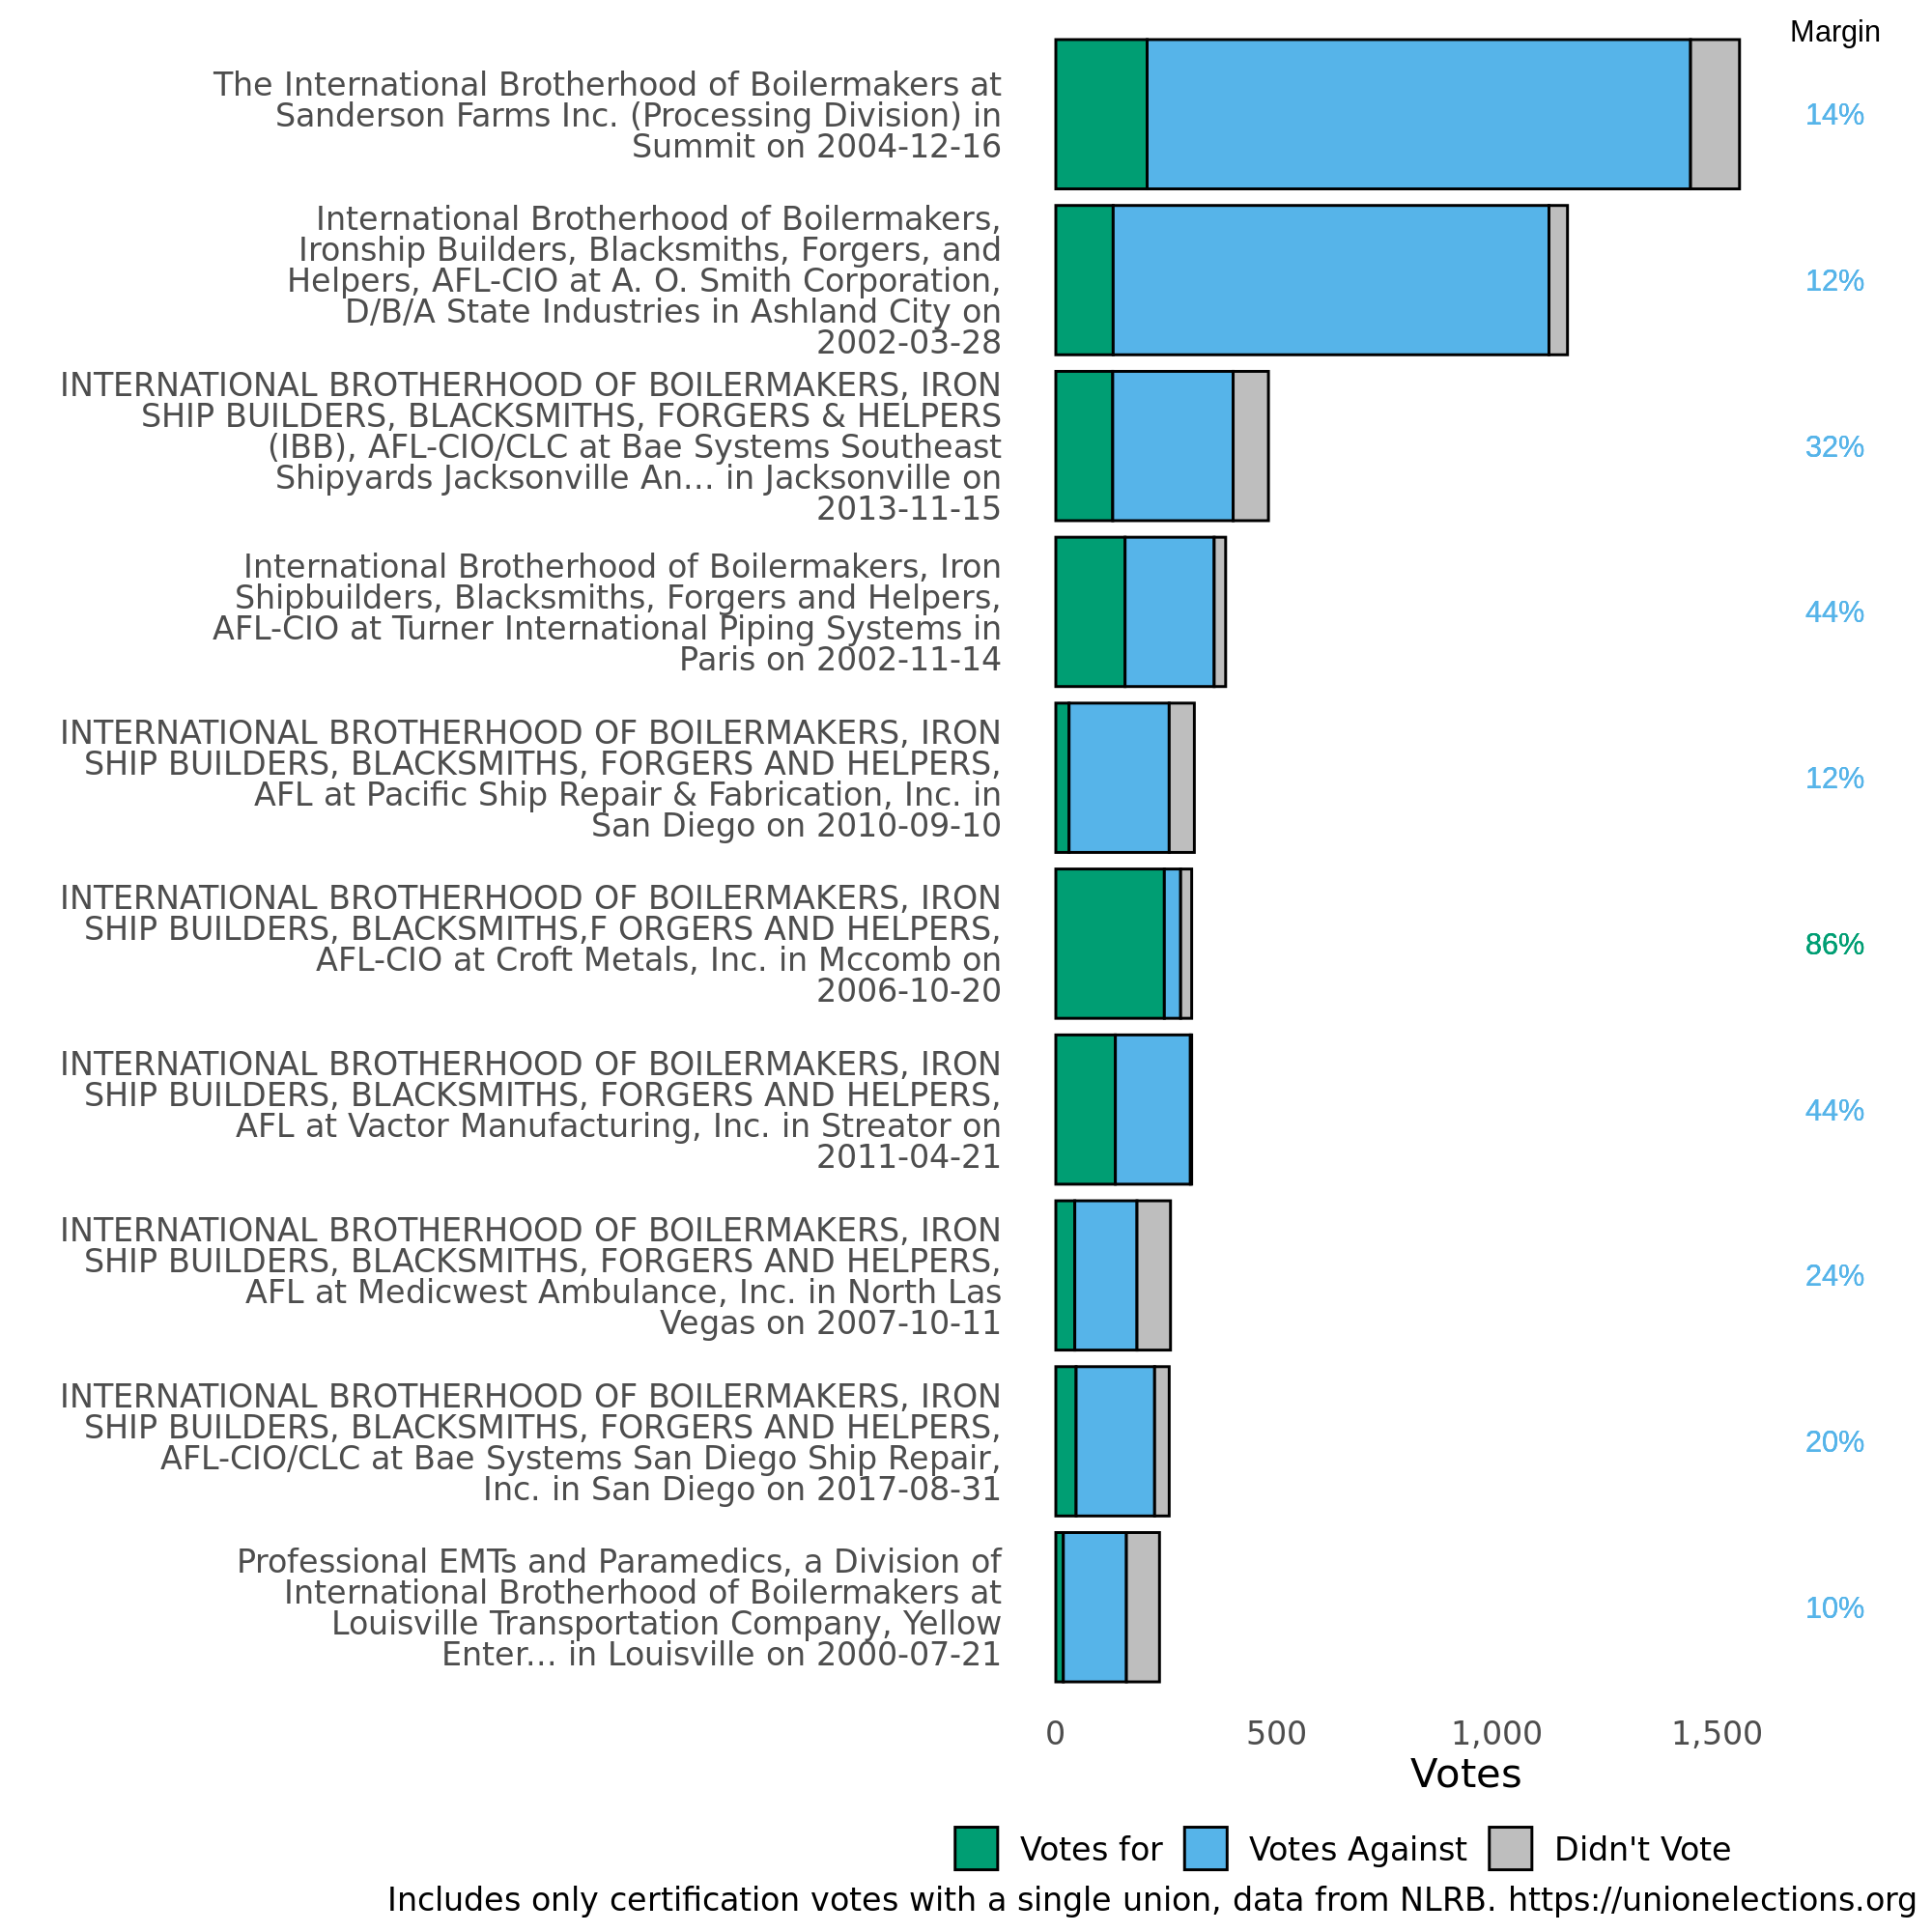 Margin
The International Brotherhood of Boilermakers at
Sanderson Farms Inc. (Processing Division) in
Summit on 2004-12-16
14%
International Brotherhood of Boilermakers,
Ironship Builders, Blacksmiths, Forgers, and
Helpers, AFL-CIO at A. O. Smith Corporation,
D/B/A State Industries in Ashland City on
2002-03-28
12%
INTERNATIONAL BROTHERHOOD OF BOILERMAKERS, IRON
SHIP BUILDERS, BLACKSMITHS, FORGERS & HELPERS
(IBB), AFL-CIO/CLC at Bae Systems Southeast
Shipyards Jacksonville An... in Jacksonville on
2013-11-15
32%
International Brotherhood of Boilermakers, Iron
Shipbuilders, Blacksmiths, Forgers and Helpers,
AFL-CIO at Turner International Piping Systems in
Paris on 2002-11-14
44%
INTERNATIONAL BROTHERHOOD OF BOILERMAKERS, IRON
SHIP BUILDERS, BLACKSMITHS, FORGERS AND HELPERS,
AFL at Pacific Ship Repair & Fabrication, Inc. in
San Diego on 2010-09-10
12%
INTERNATIONAL BROTHERHOOD OF BOILERMAKERS, IRON
SHIP BUILDERS, BLACKSMITHS,F ORGERS AND HELPERS,
AFL-CIO at Croft Metals, Inc. in Mccomb on
2006-10-20
86%
INTERNATIONAL BROTHERHOOD OF BOILERMAKERS, IRON
SHIP BUILDERS, BLACKSMITHS, FORGERS AND HELPERS,
AFL at Vactor Manufacturing, Inc. in Streator on
2011-04-21
44%
INTERNATIONAL BROTHERHOOD OF BOILERMAKERS, IRON
SHIP BUILDERS, BLACKSMITHS, FORGERS AND HELPERS,
AFL at Medicwest Ambulance, Inc. in North Las
Vegas on 2007-10-11
24%
INTERNATIONAL BROTHERHOOD OF BOILERMAKERS, IRON
SHIP BUILDERS, BLACKSMITHS, FORGERS AND HELPERS,
AFL-CIO/CLC at Bae Systems San Diego Ship Repair,
Inc. in San Diego on 2017-08-31
20%
Professional EMTs and Paramedics, a Division of
International Brotherhood of Boilermakers at
Louisville Transportation Company, Yellow
Enter... in Louisville on 2000-07-21
10%
0 500 1,000 1,500
Votes
Votes for Votes Against Didn't Vote
Includes only certification votes with a single union, data from NLRB. https://unionelections.org